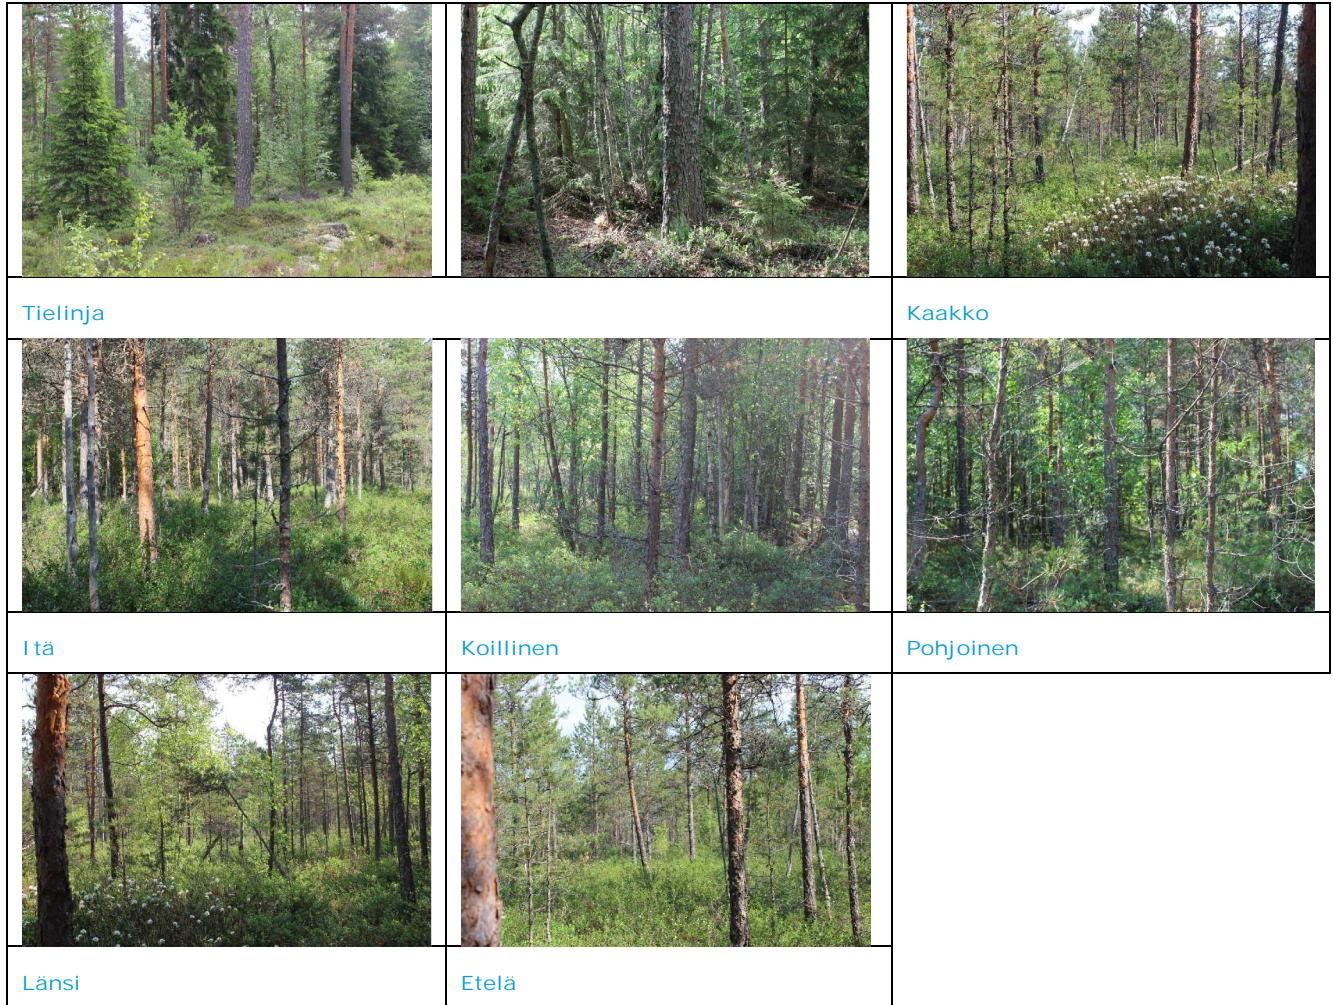 Tielinja
Kaakko
Itä
Koillinen
Pohjoinen
Länsi
Etelä